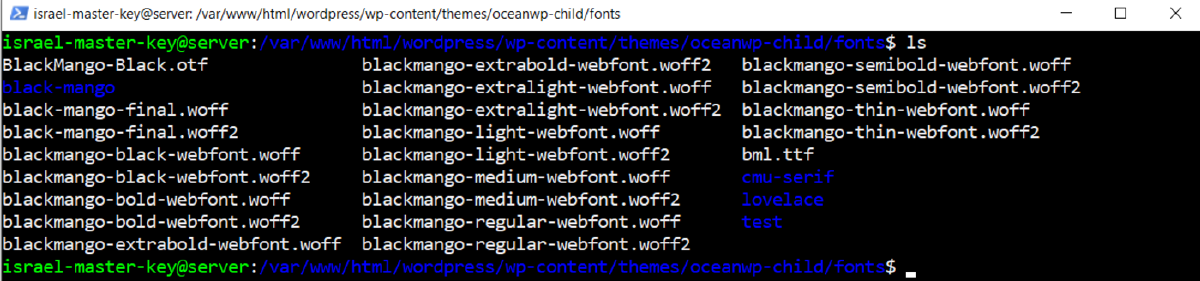 israel-master-key@server: /var/www/html/wordpress/wp-content/themes/oceanwp-child/fonts
israel-master-key@server:/var/www/html/wordpress/wp-content/themes/oceanwp-child/fonts$ ls
BlackMango-Black.otf blackmango-extrabold-webfont.woff2 blackmango-semibold-webfont.woff
black-mango blackmango-extralight-webfont.woff blackmango-semibold-webfont.woff2
black-mango-final.woff blackmango-extralight-webfont.woff2 blackmango-thin-webfont.woff
black-mango-final.woff2 blackmango-light-webfont.woff blackmango-thin-webfont.woff2
blackmango-black-webfont.woff blackmango-light-webfont.woff2 bml.ttf
blackmango-black-webfont.woff2 blackmango-medium-webfont.woff cmu-serif
blackmango-bold-webfont.woff blackmango-medium-webfont.woff2 lovelace
blackmango-bold-webfont.woff2 blackmango-regular-webfont.woff test
blackmango-extrabold-webfont.woff blackmango-regular-webfont.woff2
israel-master-key@server:/var/www/html/wordpress/wp-content/themes/oceanwp-child/fonts$